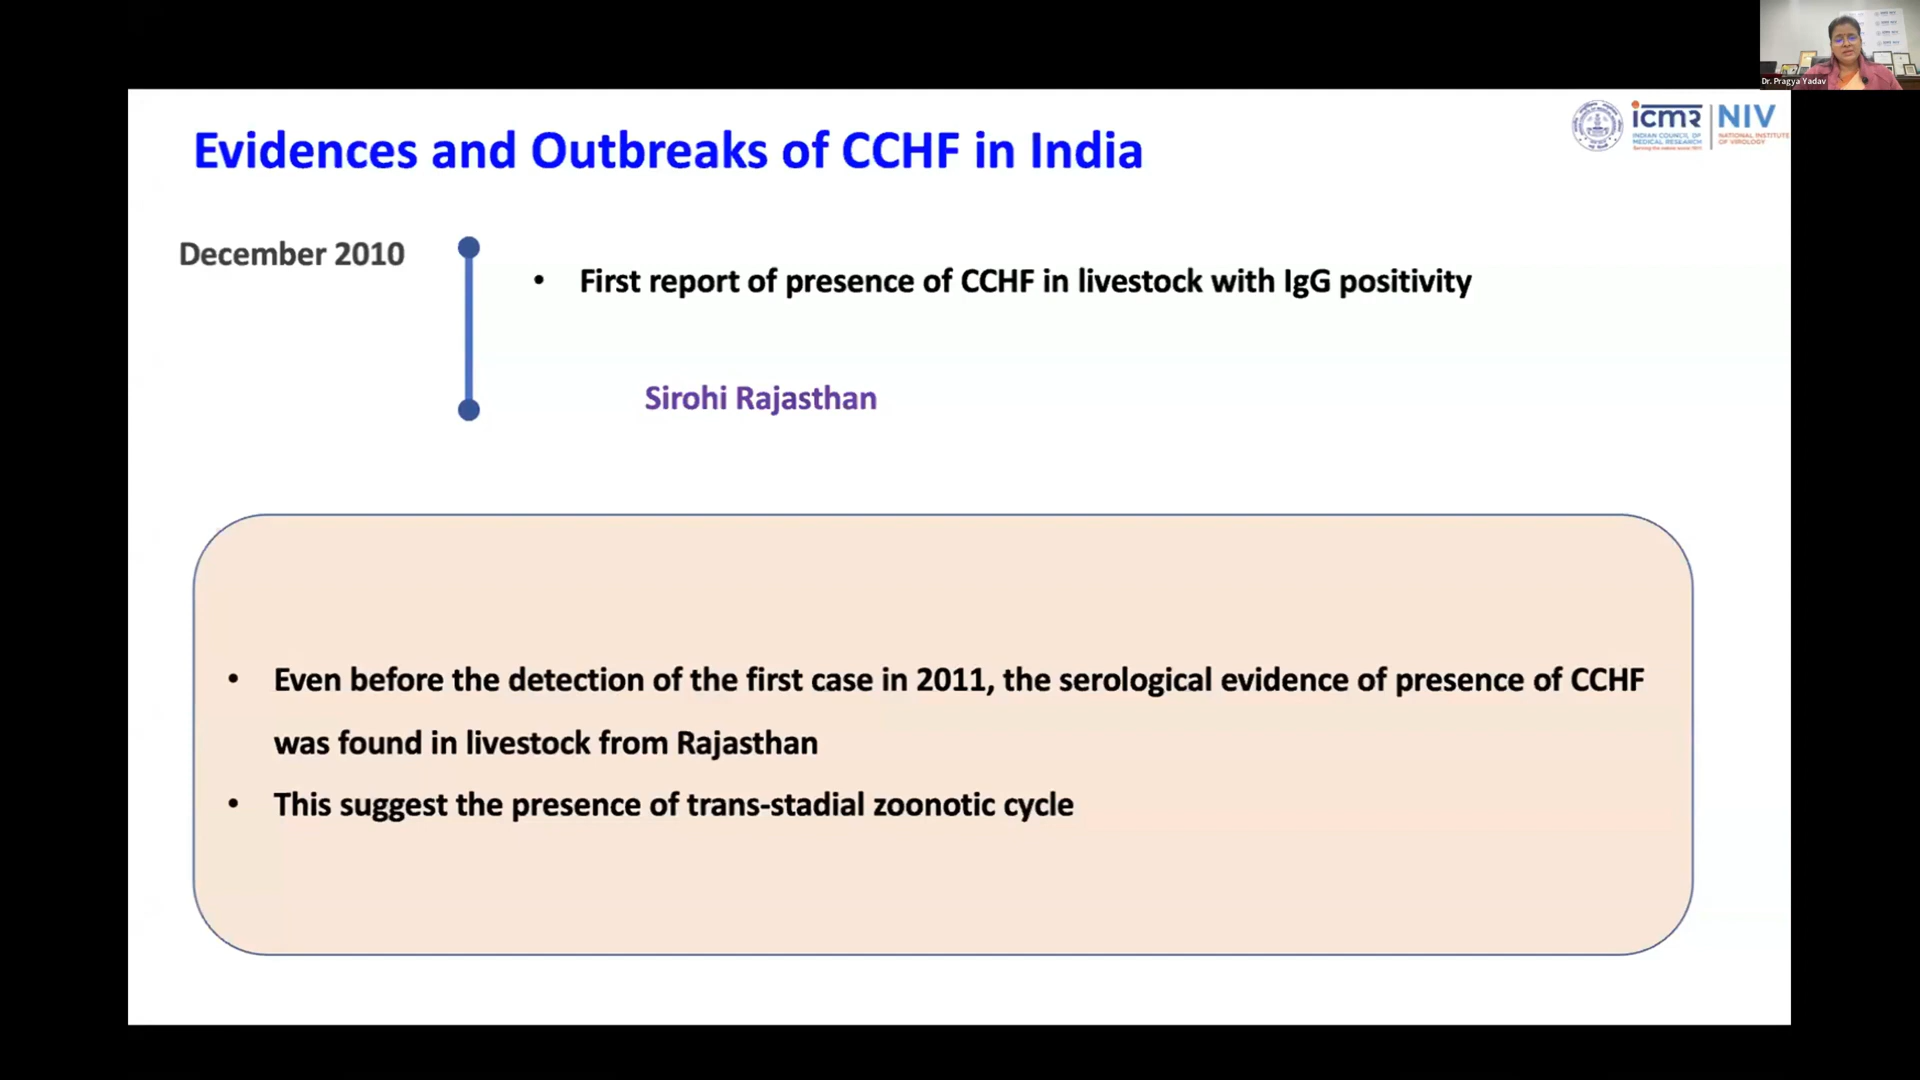 Dr. Pragya Yadav
Evidences and Outbreaks of CCHF in India
icmr
INDIAN COUNCIL OF
MEDICAL RESEARCH
NIV
NATIONAL INSTITUTE
OF VIROLOGY
December 2010
• First report of presence of CCHF in livestock with IgG positivity
Sirohi Rajasthan
• Even before the detection of the first case in 2011, the serological evidence of presence of CCHF
was found in livestock from Rajasthan
• This suggest the presence of trans-stadial zoonotic cycle